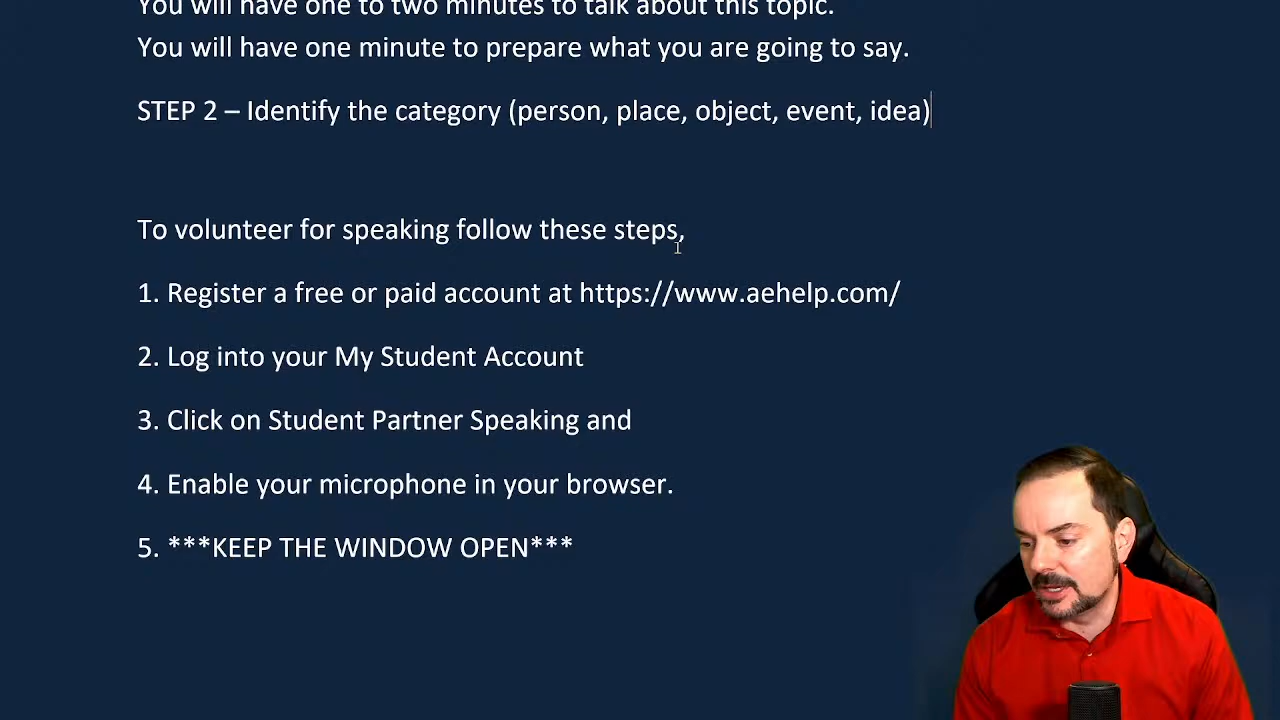 You will have one to two minutes to talk about this topic.
You will have one minute to prepare what you are going to say.
STEP 2 – Identify the category (person, place, object, event, idea)
To volunteer for speaking follow these steps,
1. Register a free or paid account at https://www.aehelp.com/
2. Log into your My Student Account
3. Click on Student Partner Speaking and
4. Enable your microphone in your browser.
5. ***KEEP THE WINDOW OPEN***